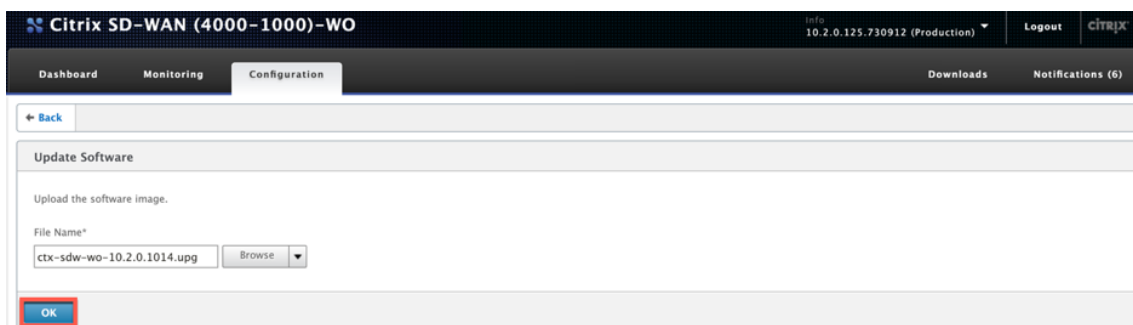 Citrix SD-WAN (4000-1000)-WO
Info
10.2.0.125.730912 (Production)
Logout
CİTRIX
Dashboard Monitoring Configuration Downloads Notifications (6)
← Back
Update Software
Upload the software image.
File Name*
ctx-sdw-wo-10.2.0.1014.upg Browse
OK